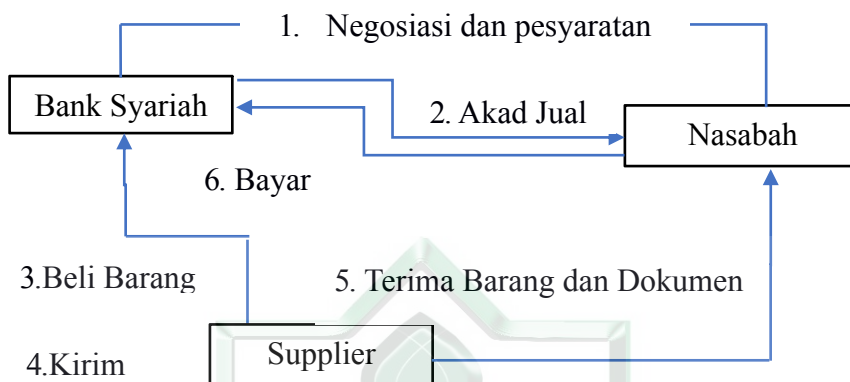 1. Negosiasi dan pesyaratan
Bank Syariah
2. Akad Jual
Nasabah
6. Bayar
3.Beli Barang
5. Terima Barang dan Dokumen
Supplier
4.Kirim